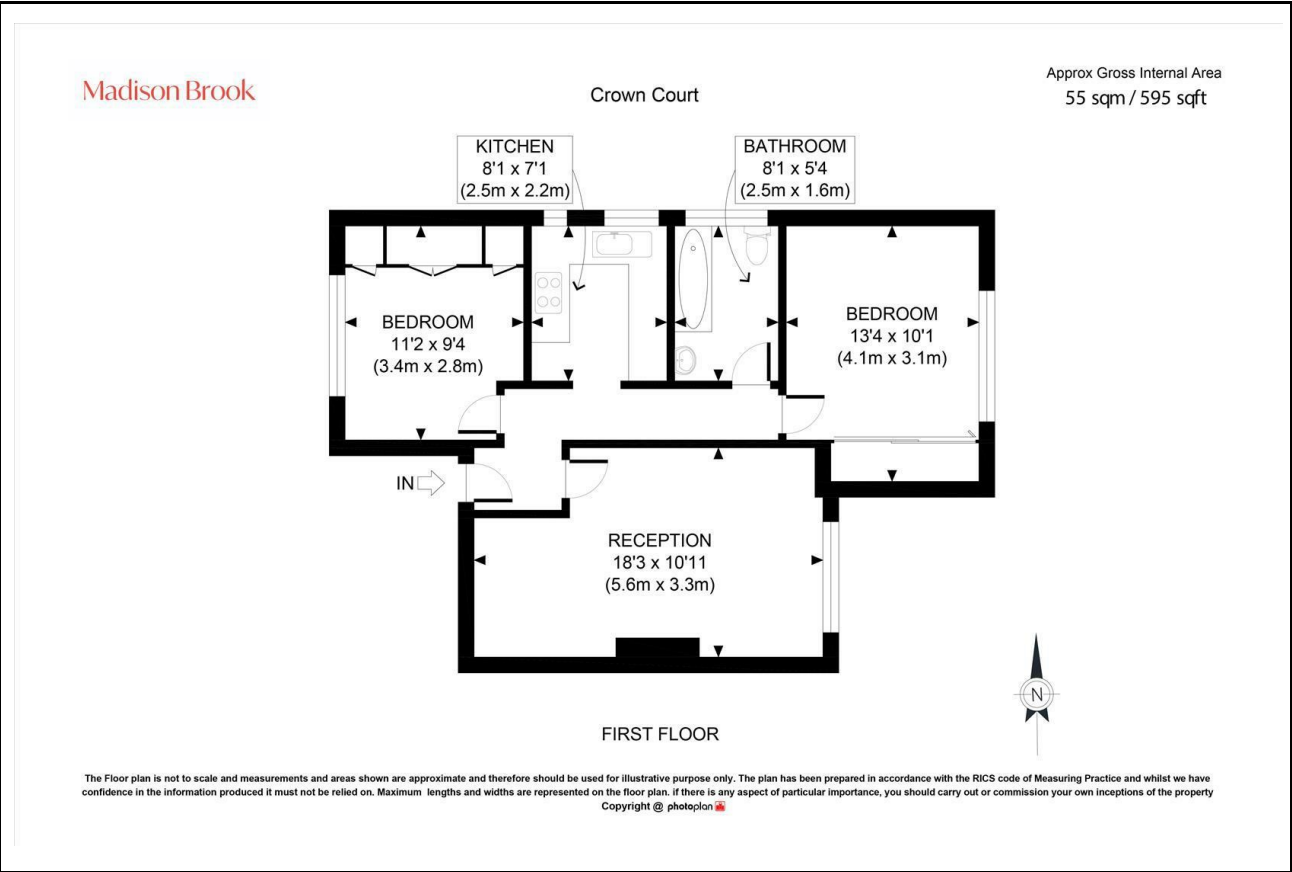 Madison Brook
Crown Court
Approx Gross Internal Area
55 sqm / 595 sqft
KITCHEN
8'1 x 7'1
(2.5m x 2.2m)
BATHROOM
8'1 x 5'4
(2.5m x 1.6m)
BEDROOM
11'2 x 9'4
(3.4m x 2.8m)
BEDROOM
13'4 x 10'1
(4.1m x 3.1m)
IN
RECEPTION
18'3 x 10'11
(5.6m x 3.3m)
N
FIRST FLOOR
The Floor plan is not to scale and measurements and areas shown are approximate and therefore should be used for illustrative purpose only. The plan has been prepared in accordance with the RICS code of Measuring Practice and whilst we have
confidence in the information produced it must not be relied on. Maximum lengths and widths are represented on the floor plan. if there is any aspect of particular importance, you should carry out or commission your own inceptions of the property
Copyright @ photoplan